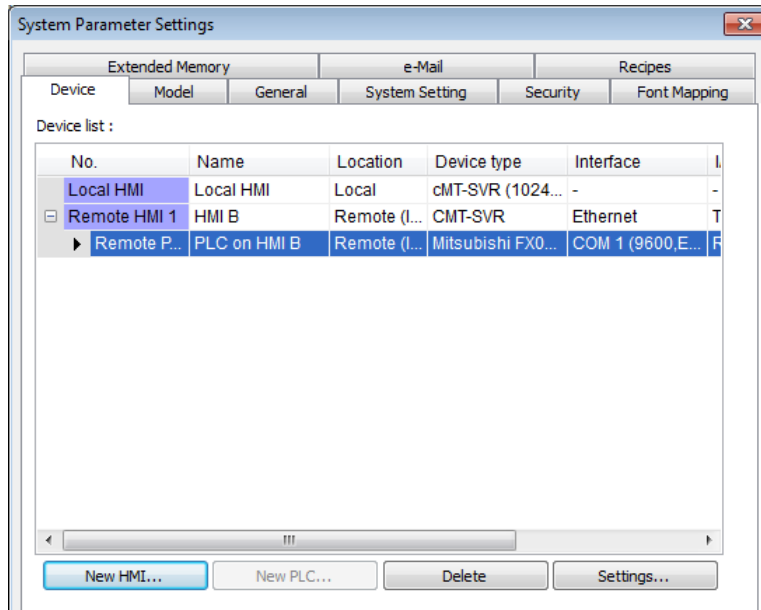 System Parameter Settings
Extended Memory e-Mail Recipes
Device Model General System Setting Security Font Mapping
Device list :
No. Name Location Device type Interface
Local HMI Local HMI Local cMT-SVR (1024... - -
Remote HMI 1 HMI B Remote (I... CMT-SVR Ethernet T
Remote P... PLC on HMI B Remote (I... Mitsubishi FX0... COM 1 (9600,E... R
New HMI... New PLC... Delete Settings...